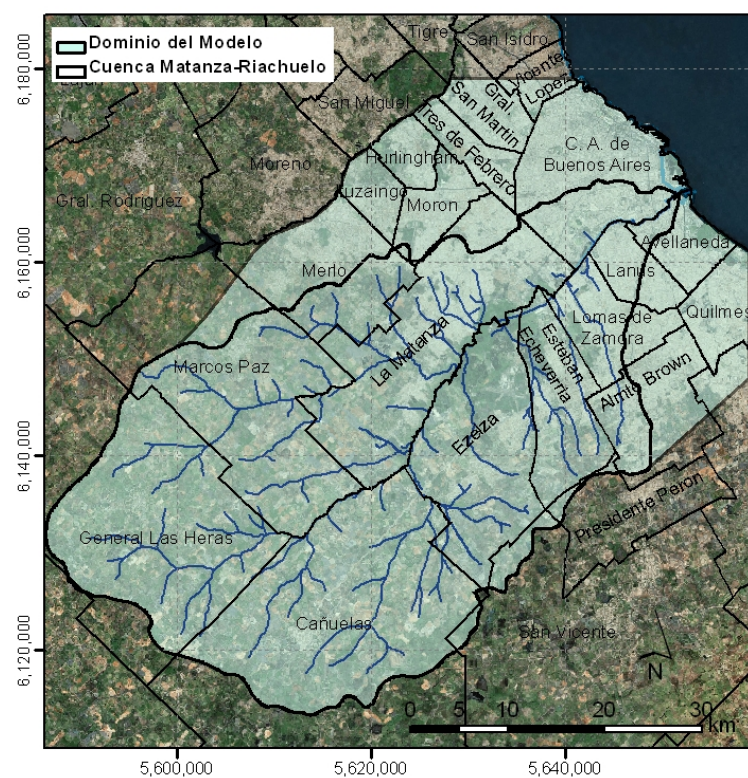 Dominio del Modelo
Cuenca Matanza-Riachuelo
Tigre
San Isidro
Vicente
Lopez
San Miguel
Gral.
San Martin
Tres de Febrero
C. A. de
Buenos Aires
Hurlingham
Moreno
Gral. Rodriguez
Ituzaingo
Moron
Merlo
Avellaneda
Lanus
Quilmes
Lomas de
Zamora
La Matanza
Marcos Paz
Esteban
Echeverria
Almte Brown
Ezeiza
Presidente Peron
General Las Heras
Cañuelas
San Vicente
N
0 5 10 20 30
km
6,180,000
6,160,000
6,140,000
6,120,000
5,600,000
5,620,000
5,640,000